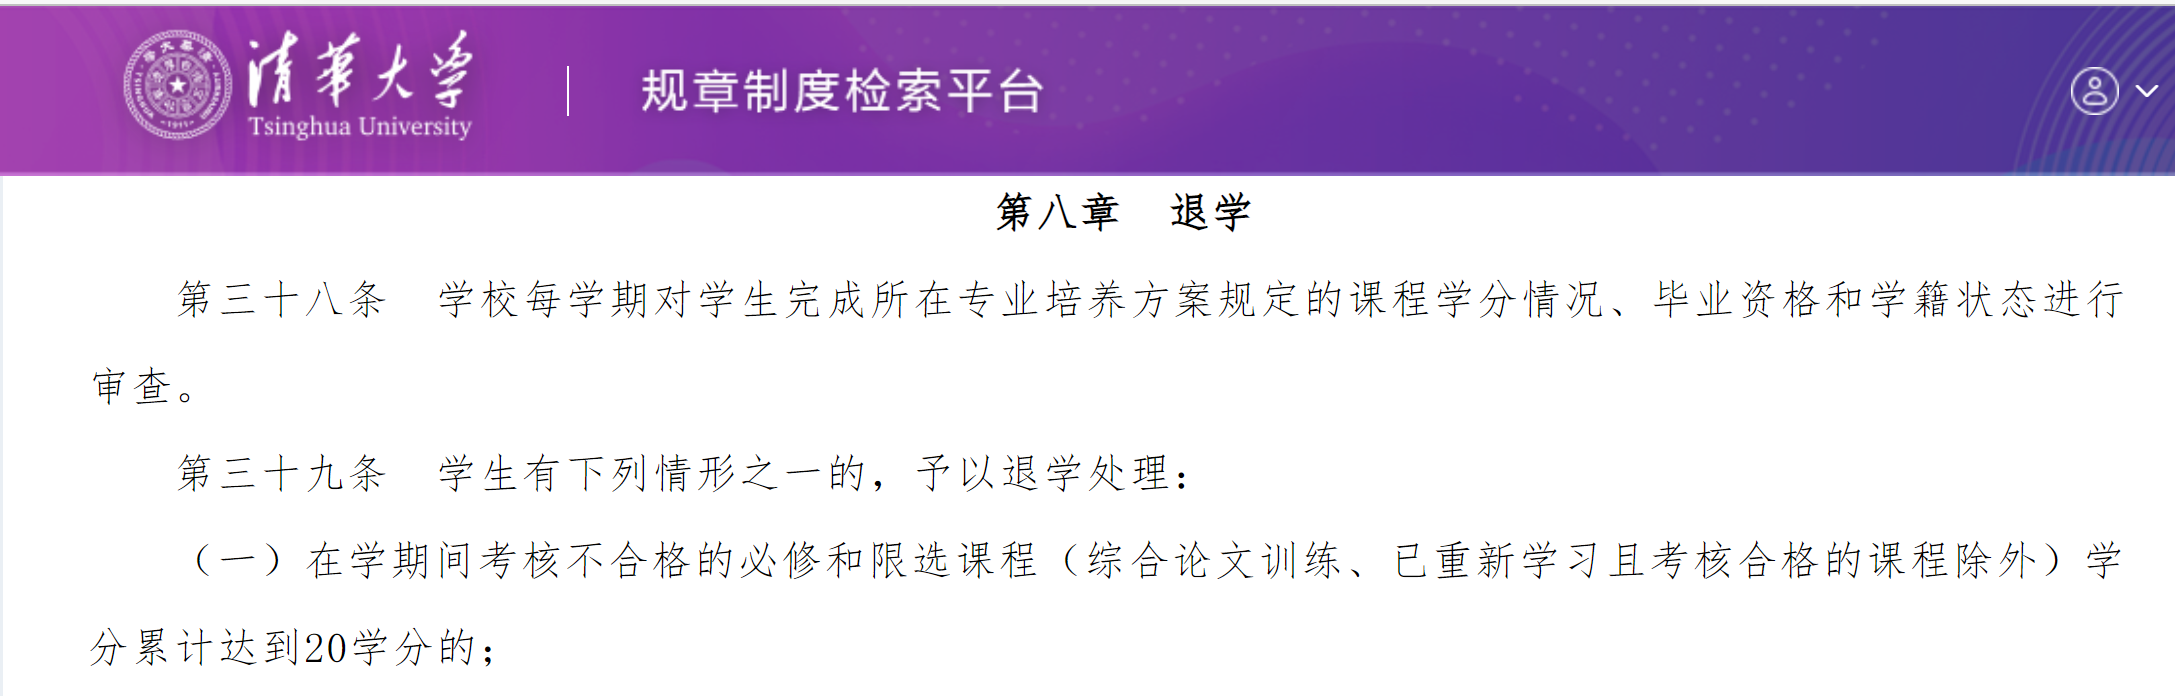 清華大学
Tsinghua University
规章制度检索平台
第八章 退学
第三十八条 学校每学期对学生完成所在专业培养方案规定的课程学分情况、毕业资格和学籍状态进行
审查。
第三十九条 学生有下列情形之一的，予以退学处理：
（一）在学期间考核不合格的必修和限选课程（综合论文训练、已重新学习且考核合格的课程除外）学
分累计达到20学分的；